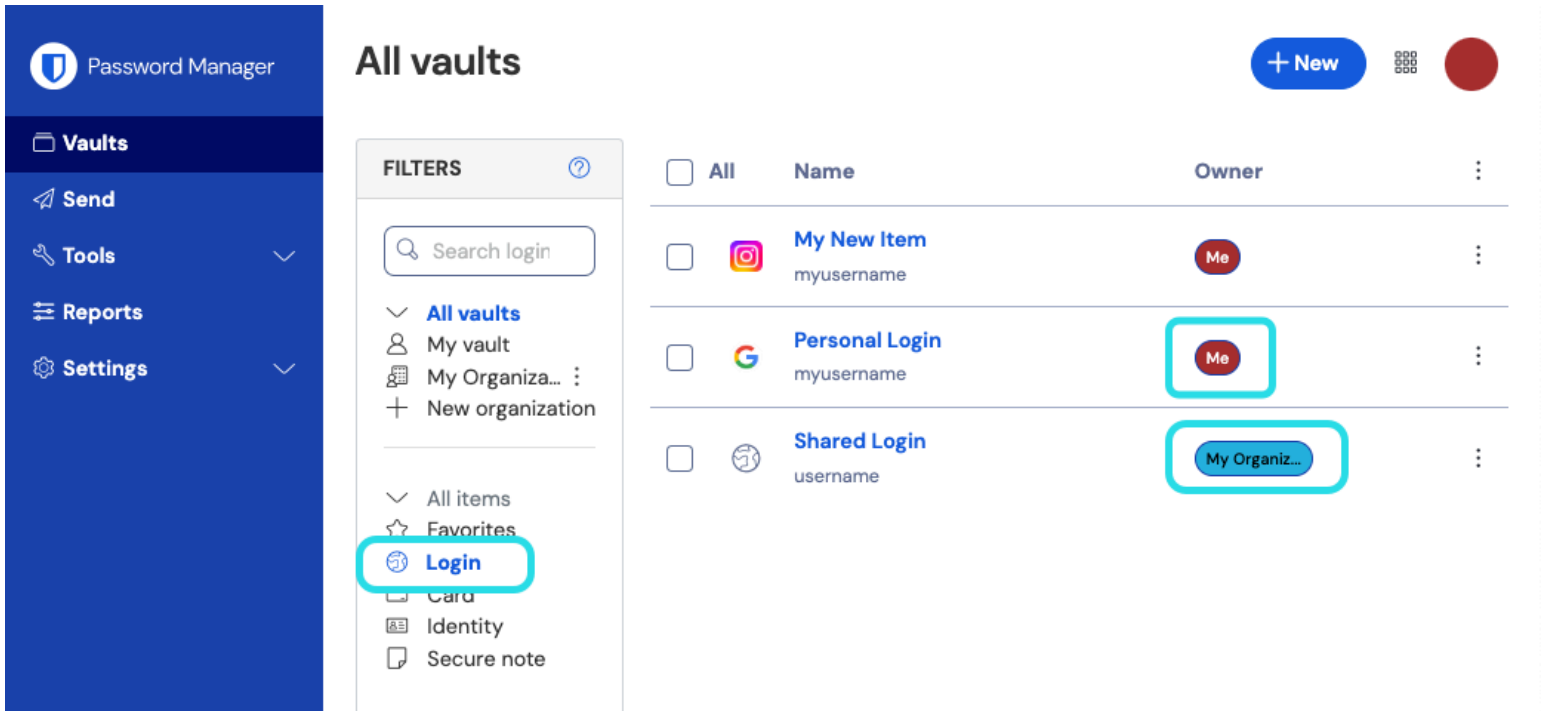 Password Manager
Vaults
Send
Tools
Reports
Settings
All vaults
+ New
FILTERS
Search login
All vaults
My vault
My Organiza...
New organization
All items
Favorites
Login
Card
Identity
Secure note
All Name Owner
My New Item
myusername
Me
Personal Login
myusername
Me
Shared Login
username
My Organiz...